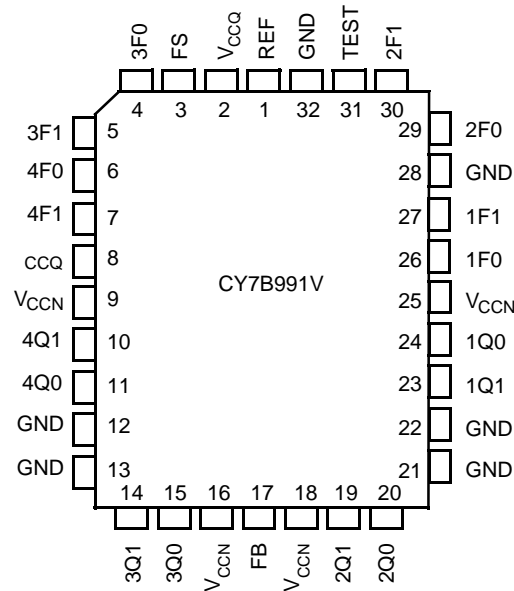 3F0 FS VCCQ REF GND TEST 2F1
4 3 2 1 32 31 30
3F1 5 29 2F0
4F0 6 28 GND
4F1 7 27 1F1
CCQ 8 26 1F0
CY7B991V
VCCN 9 25 VCCN
4Q1 10 24 1Q0
4Q0 11 23 1Q1
GND 12 22 GND
GND 13 21 GND
14 15 16 17 18 19 20
3Q1 3Q0 VCCN FB VCCN 2Q1 2Q0